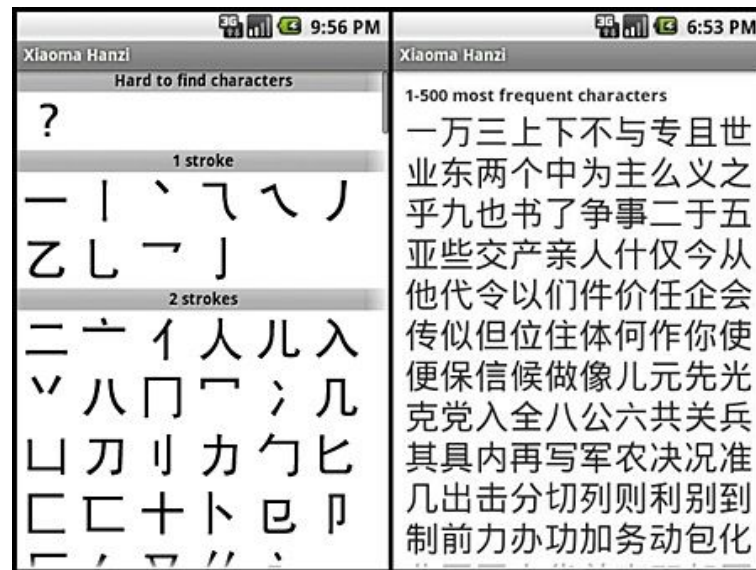 9:56 PM
Xiaoma Hanzi
Hard to find characters
?
1 stroke
一 丨 丶 ⺄ ㇏ 丿
乙 乚 乛 亅
2 strokes
二 亠 亻 人 儿 入
丷 八 冂 冖 冫 几
凵 刀 刂 力 勹 匕
匚 匸 十 卜 㔾 卩
6:53 PM
Xiaoma Hanzi
1-500 most frequent characters
一万三上下不与专且世
业东两个中为主么义之
乎九也书了争事二于五
亚些交产亲人什仅今从
他代令以们件价任企会
传似但位住体何作你使
便保信候做像儿元先光
克党入全八公六共关兵
其具内再写军农决况准
几出击分切列则利别到
制前力办功加务动包化